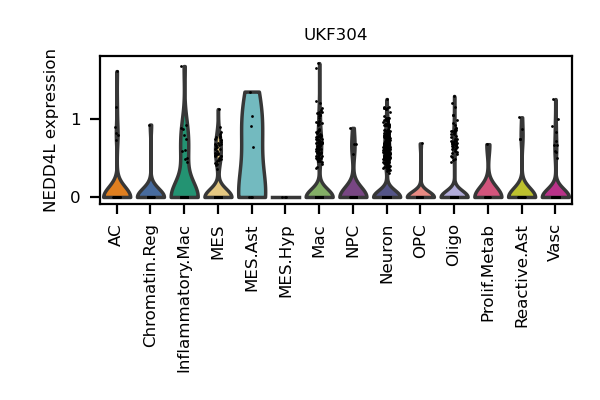 UKF304
NEDD4L expression
1
0
AC
Chromatin.Reg
Inflammatory.Mac
MES
MES.Ast
MES.Hyp
Mac
NPC
Neuron
OPC
Oligo
Prolif.Metab
Reactive.Ast
Vasc